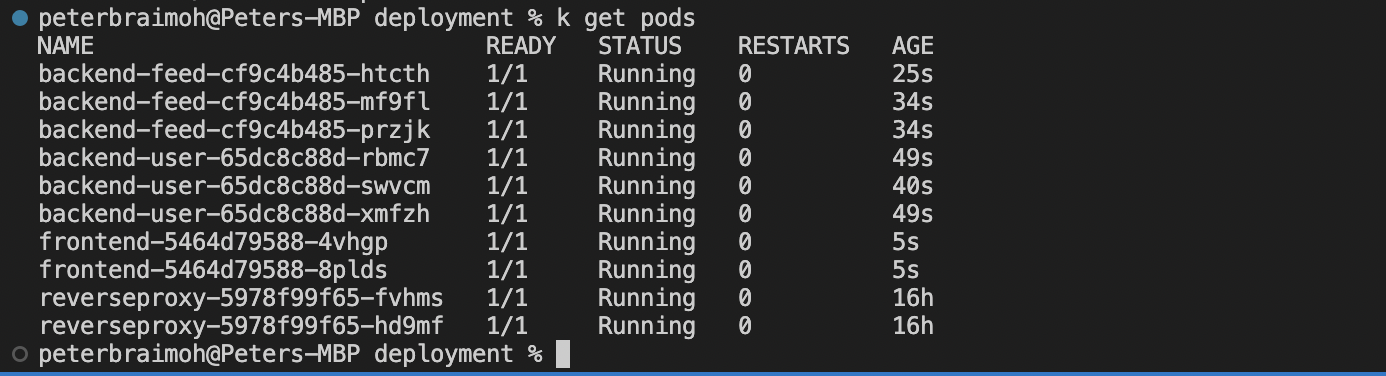 peterbraimoh@Peters-MBP deployment % k get pods
NAME READY STATUS RESTARTS AGE
backend-feed-cf9c4b485-htcth 1/1 Running 0 25s
backend-feed-cf9c4b485-mf9fl 1/1 Running 0 34s
backend-feed-cf9c4b485-przjk 1/1 Running 0 34s
backend-user-65dc8c88d-rbmc7 1/1 Running 0 49s
backend-user-65dc8c88d-swvcm 1/1 Running 0 40s
backend-user-65dc8c88d-xmfzh 1/1 Running 0 49s
frontend-5464d79588-4vhgp 1/1 Running 0 5s
frontend-5464d79588-8plds 1/1 Running 0 5s
reverseproxy-5978f99f65-fvhms 1/1 Running 0 16h
reverseproxy-5978f99f65-hd9mf 1/1 Running 0 16h
peterbraimoh@Peters-MBP deployment %